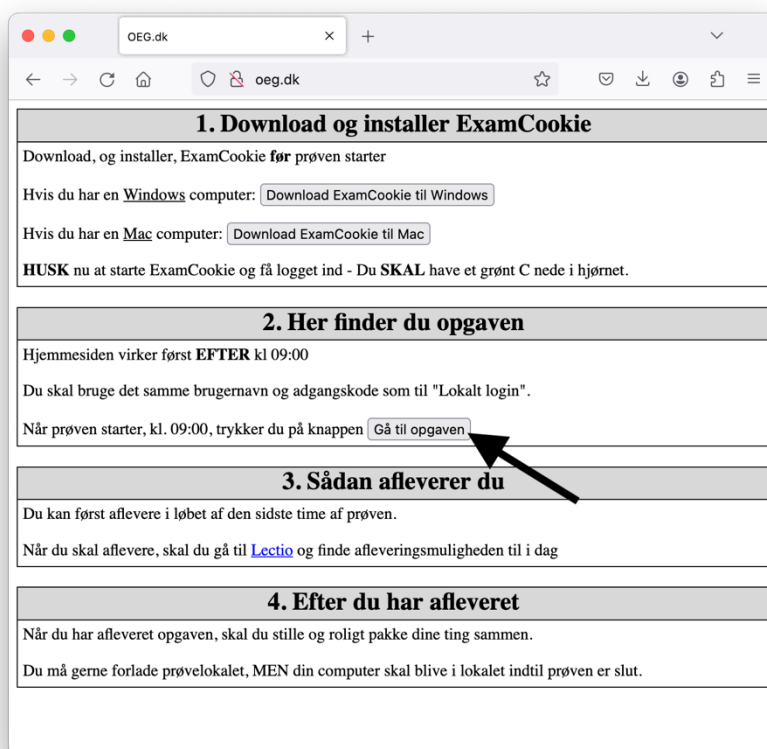 OEG.dk
oeg.dk
1. Download og installer ExamCookie
Download, og installer, ExamCookie før prøven starter
Hvis du har en Windows computer: Download ExamCookie til Windows
Hvis du har en Mac computer: Download ExamCookie til Mac
HUSK nu at starte ExamCookie og få logget ind - Du SKAL have et grønt C nede i hjørnet.
2. Her finder du opgaven
Hjemmesiden virker først EFTER kl 09:00
Du skal bruge det samme brugernavn og adgangskode som til "Lokalt login".
Når prøven starter, kl. 09:00, trykker du på knappen Gå til opgaven
3. Sådan afleverer du
Du kan først aflevere i løbet af den sidste time af prøven.
Når du skal aflevere, skal du gå til Lectio og finde afleveringsmuligheden til i dag
4. Efter du har afleveret
Når du har afleveret opgaven, skal du stille og roligt pakke dine ting sammen.
Du må gerne forlade prøvelokalet, MEN din computer skal blive i lokalet indtil prøven er slut.